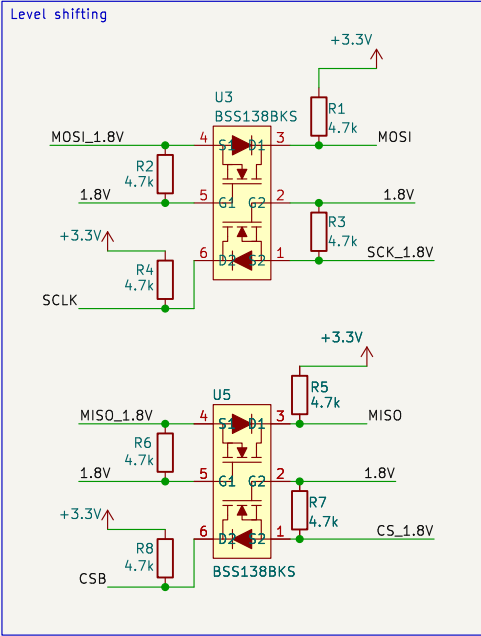 Level shifting
+3.3V
U3
BSS138BKS
R1
4.7k
MOSI_1.8V
4
S1
D1
3
MOSI
R2
4.7k
1.8V
5
G1
G2
2
1.8V
+3.3V
R3
4.7k
R4
4.7k
6
D2
S2
1
SCK_1.8V
SCLK
+3.3V
U5
R5
4.7k
MISO_1.8V
4
S1
D1
3
MISO
R6
4.7k
1.8V
5
G1
G2
2
1.8V
+3.3V
R7
4.7k
R8
4.7k
6
D2
S2
1
CS_1.8V
CSB
BSS138BKS